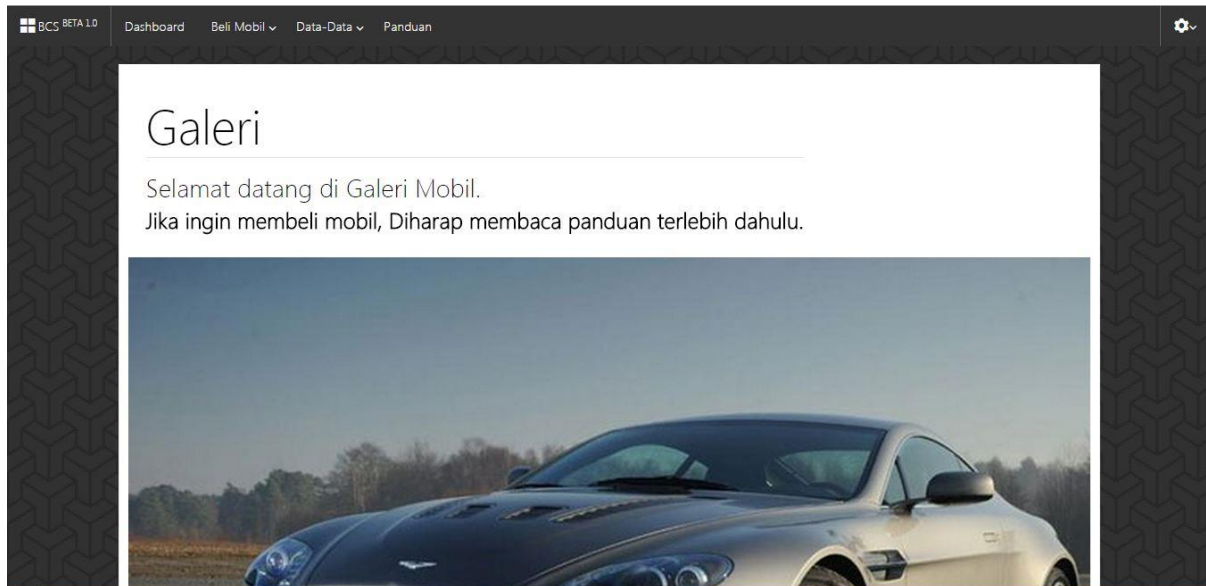 BCS BETA 1.0 Dashboard Beli Mobil Data-Data Panduan
Galeri
Selamat datang di Galeri Mobil.
Jika ingin membeli mobil, Diharap membaca panduan terlebih dahulu.